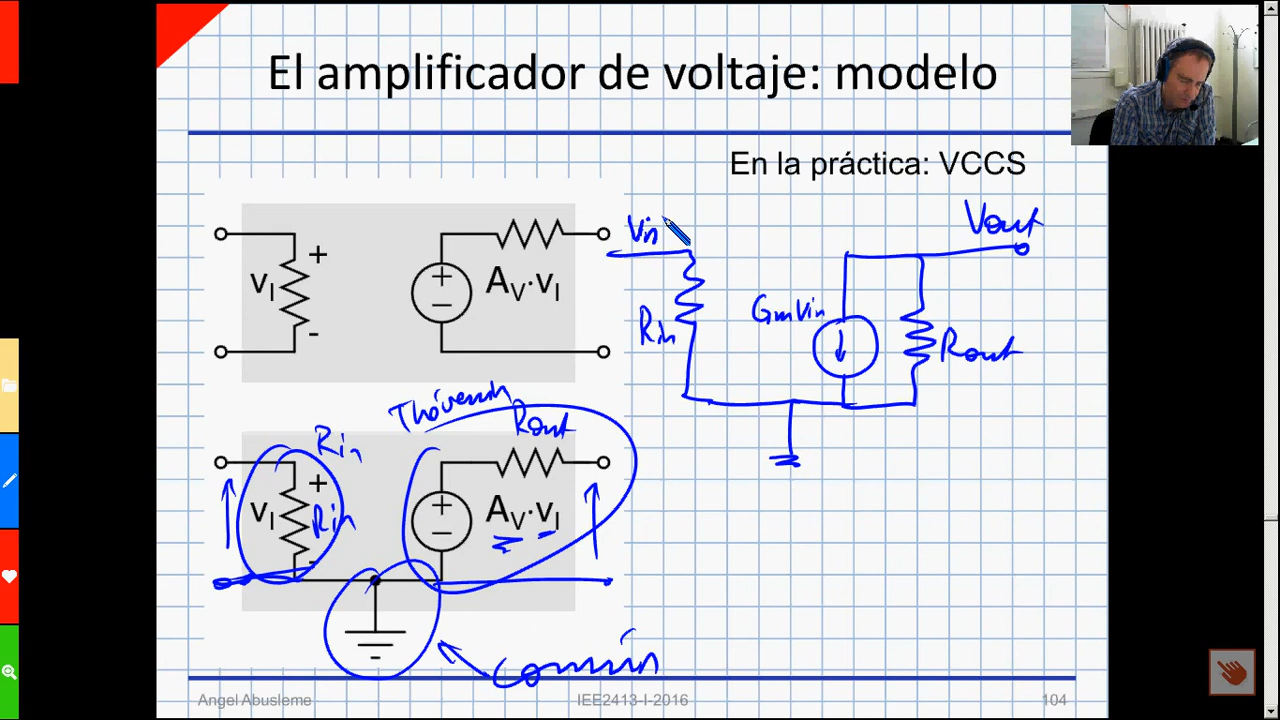 El amplificador de voltaje: modelo
En la práctica: VCCS
vI
+
-
+
−
AV·vI
Vin
Rin
GmVin
Vout
Rout
Thévenin
Rout
Rin
vI
+
Rin
-
+
−
AV·vI
común
Angel Abusleme
IEE2413-I-2016
104